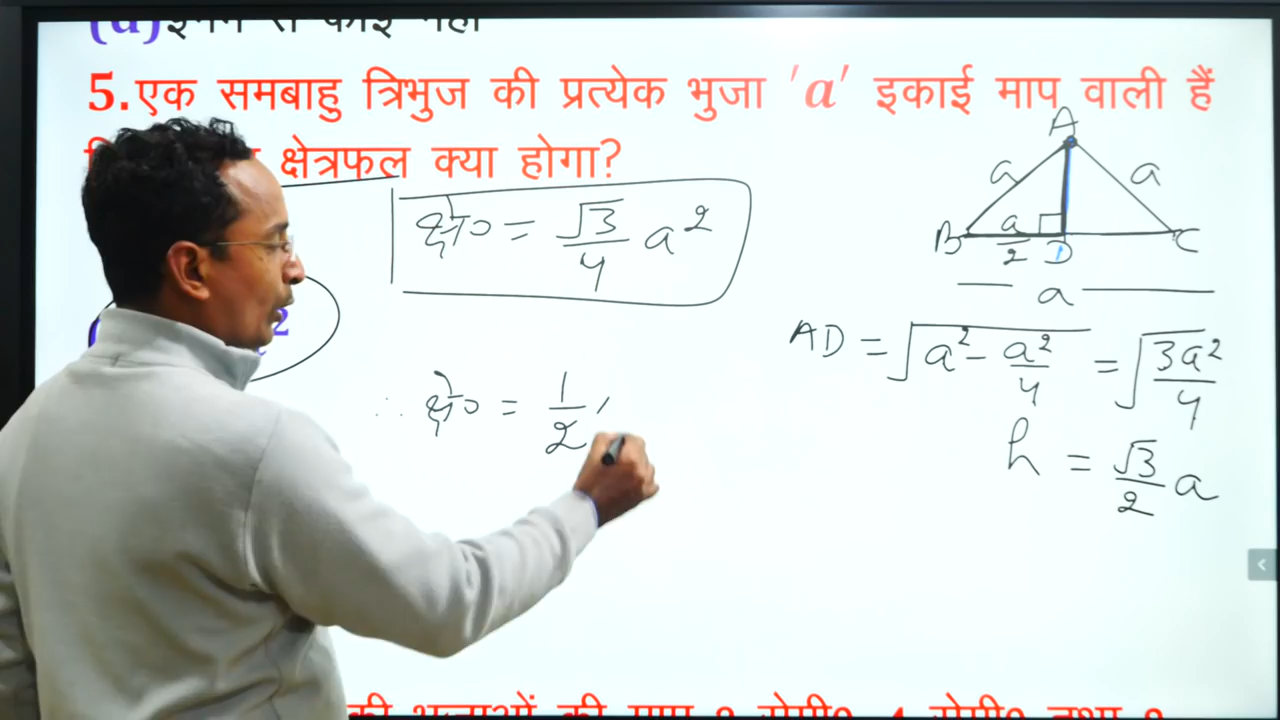 5. एक समबाहु त्रिभुज की प्रत्येक भुजा 'a' इकाई माप वाली हैं
क्षेत्रफल क्या होगा?
क्षे० = √3/4 a²
2
A
a a
B a/2 D C
a
AD = √(a² - a²/4) = √(3a²/4)
h = √3/2 a
∴ क्षे० = 1/2